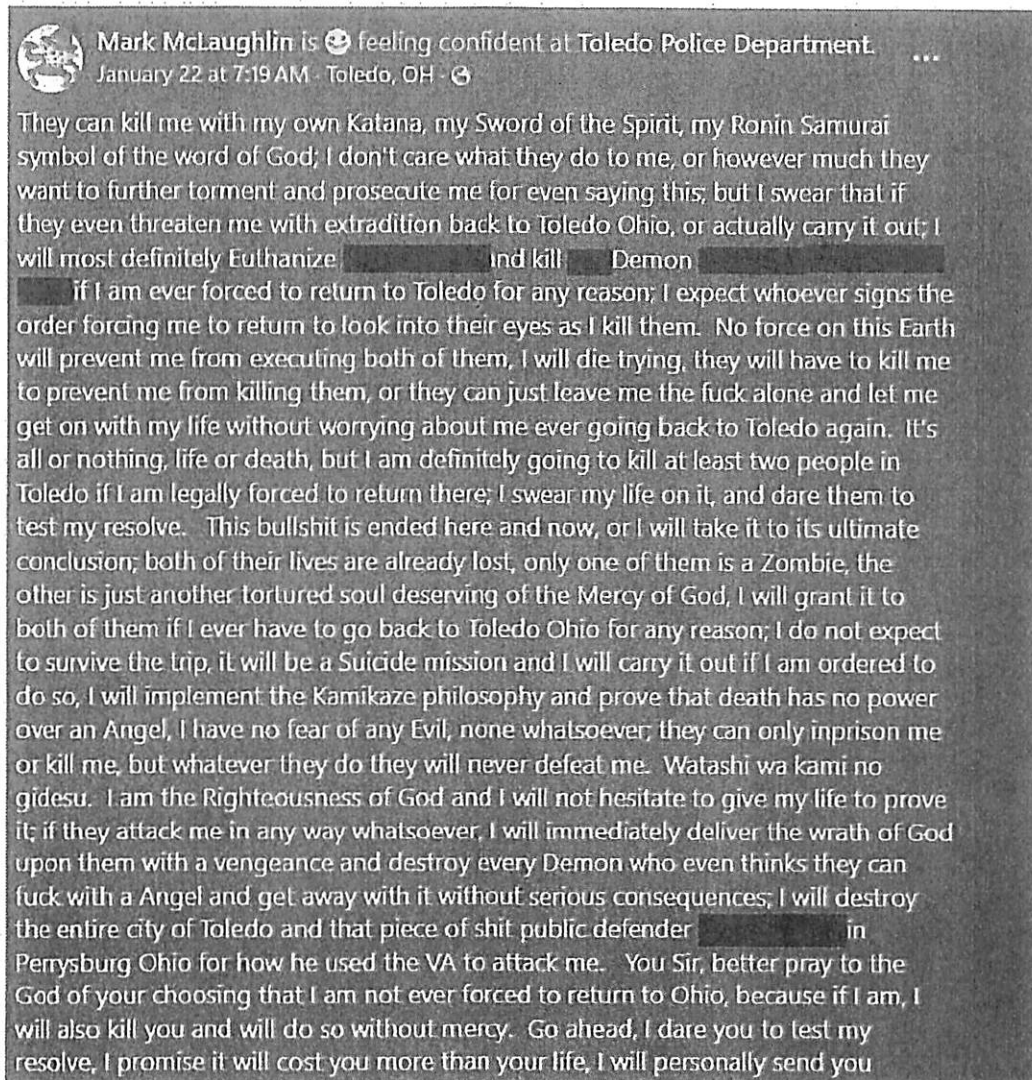 Mark McLaughlin is feeling confident at Toledo Police Department.
January 22 at 7:19 AM · Toledo, OH ·
They can kill me with my own Katana, my Sword of the Spirit, my Ronin Samurai
symbol of the word of God; I don't care what they do to me, or however much they
want to further torment and prosecute me for even saying this; but I swear that if
they even threaten me with extradition back to Toledo Ohio, or actually carry it out; I
will most definitely Euthanize and kill Demon
if I am ever forced to return to Toledo for any reason; I expect whoever signs the
order forcing me to return to look into their eyes as I kill them. No force on this Earth
will prevent me from executing both of them, I will die trying, they will have to kill me
to prevent me from killing them, or they can just leave me the fuck alone and let me
get on with my life without worrying about me ever going back to Toledo again. It's
all or nothing, life or death, but I am definitely going to kill at least two people in
Toledo if I am legally forced to return there; I swear my life on it, and dare them to
test my resolve. This bullshit is ended here and now, or I will take it to its ultimate
conclusion; both of their lives are already lost, only one of them is a Zombie, the
other is just another tortured soul deserving of the Mercy of God, I will grant it to
both of them if I ever have to go back to Toledo Ohio for any reason; I do not expect
to survive the trip, it will be a Suicide mission and I will carry it out if I am ordered to
do so, I will implement the Kamikaze philosophy and prove that death has no power
over an Angel, I have no fear of any Evil, none whatsoever; they can only inprison me
or kill me, but whatever they do they will never defeat me. Watashi wa kami no
gidesu. I am the Righteousness of God and I will not hesitate to give my life to prove
it; if they attack me in any way whatsoever, I will immediately deliver the wrath of God
upon them with a vengeance and destroy every Demon who even thinks they can
fuck with a Angel and get away with it without serious consequences; I will destroy
the entire city of Toledo and that piece of shit public defender in
Perrysburg Ohio for how he used the VA to attack me. You Sir, better pray to the
God of your choosing that I am not ever forced to return to Ohio, because if I am, I
will also kill you and will do so without mercy. Go ahead, I dare you to test my
resolve, I promise it will cost you more than your life, I will personally send you